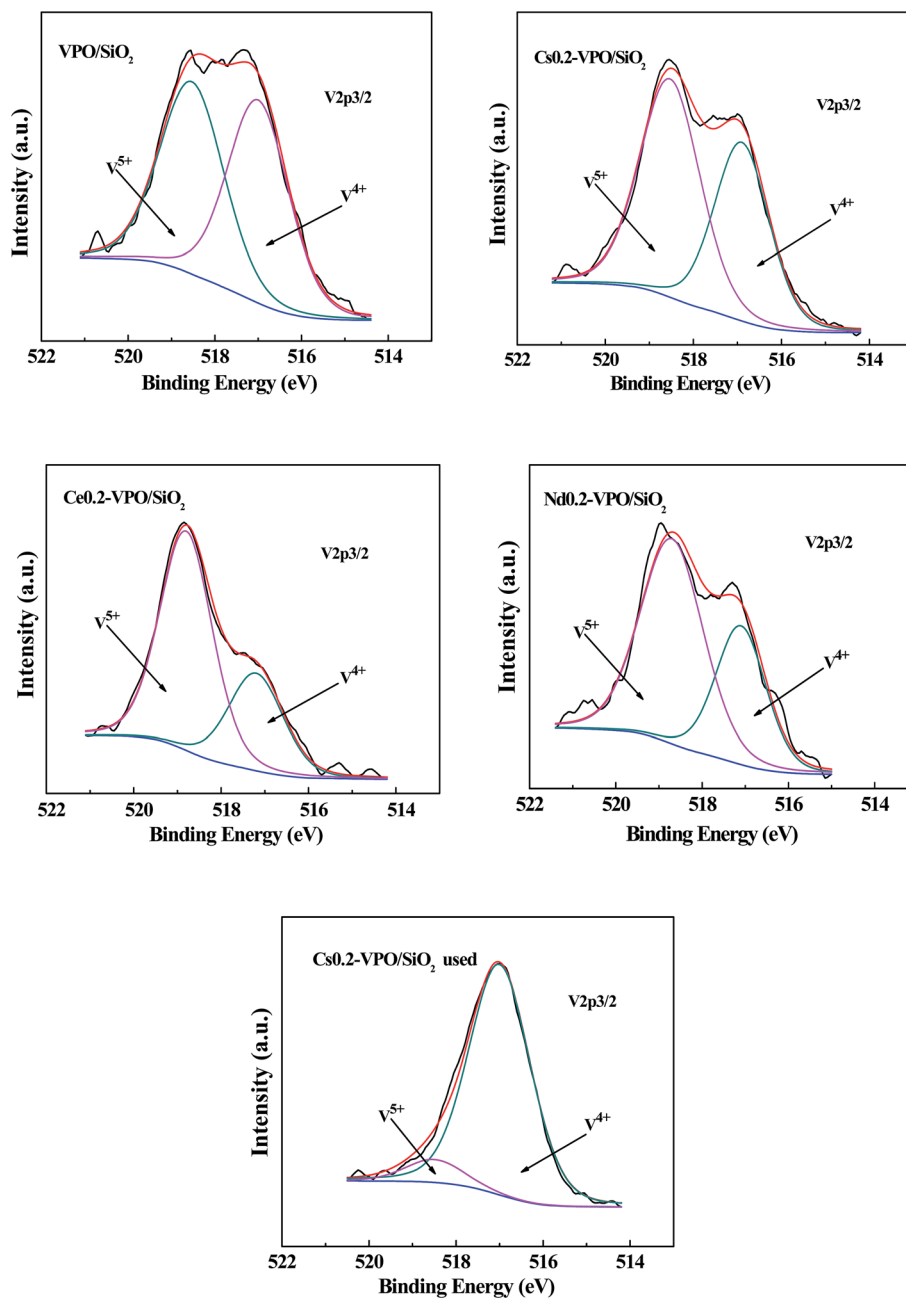 VPO/SiO₂
V2p3/2
V⁵⁺
V⁴⁺
Intensity (a.u.)
522 520 518 516 514
Binding Energy (eV)
Cs0.2-VPO/SiO₂
V2p3/2
V⁵⁺
V⁴⁺
Intensity (a.u.)
522 520 518 516 514
Binding Energy (eV)
Ce0.2-VPO/SiO₂
V2p3/2
V⁵⁺
V⁴⁺
Intensity (a.u.)
522 520 518 516 514
Binding Energy (eV)
Nd0.2-VPO/SiO₂
V2p3/2
V⁵⁺
V⁴⁺
Intensity (a.u.)
522 520 518 516 514
Binding Energy (eV)
Cs0.2-VPO/SiO₂ used
V2p3/2
V⁵⁺
V⁴⁺
Intensity (a.u.)
522 520 518 516 514
Binding Energy (eV)